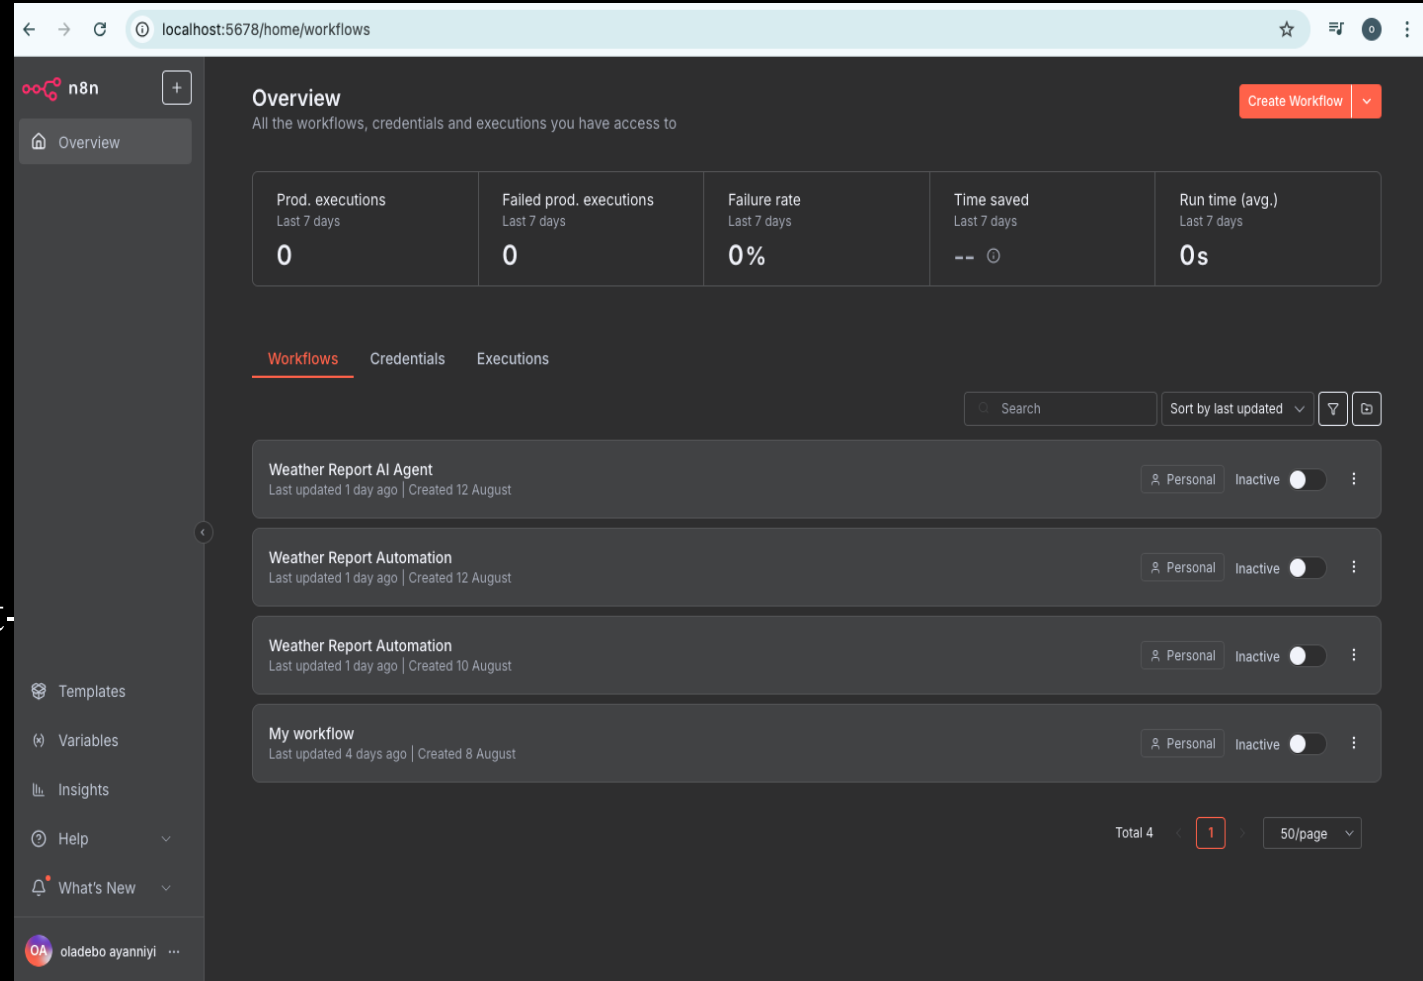 localhost:5678/home/workflows
n8n
Overview
Overview
All the workflows, credentials and executions you have access to
Create Workflow
Prod. executions
Last 7 days
0
Failed prod. executions
Last 7 days
0
Failure rate
Last 7 days
0%
Time saved
Last 7 days
--
Run time (avg.)
Last 7 days
0s
Workflows Credentials Executions
Search
Sort by last updated
Weather Report AI Agent
Last updated 1 day ago | Created 12 August
Personal Inactive
Weather Report Automation
Last updated 1 day ago | Created 12 August
Personal Inactive
Weather Report Automation
Last updated 1 day ago | Created 10 August
Personal Inactive
My workflow
Last updated 4 days ago | Created 8 August
Personal Inactive
Total 4
1
50/page
Templates
Variables
Insights
Help
What's New
OA
oladebo ayanniyi